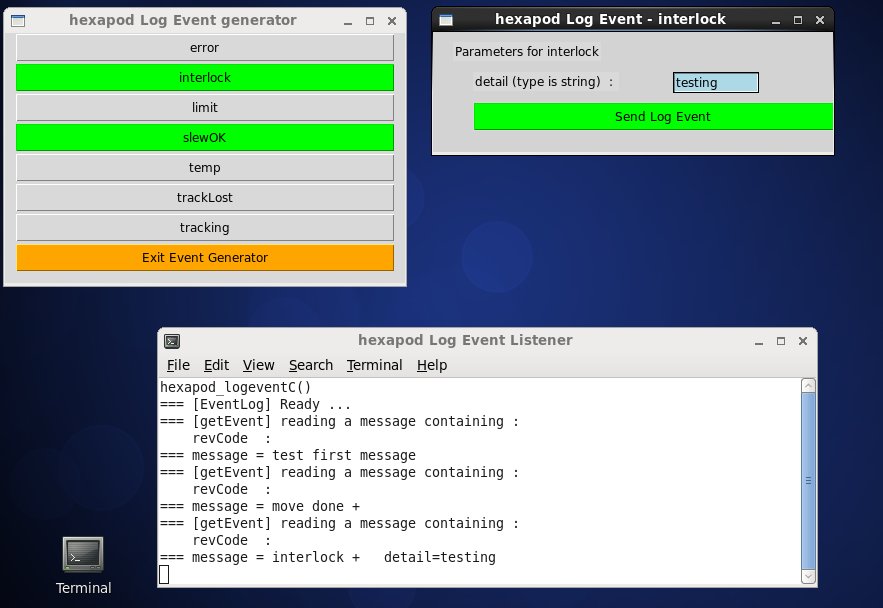 hexapod Log Event generator
error
interlock
limit
slewOK
temp
trackLost
tracking
Exit Event Generator
hexapod Log Event - interlock
Parameters for interlock
detail (type is string)  :
testing
Send Log Event
hexapod Log Event Listener
File Edit View Search Terminal Help
hexapod_logeventC()
=== [EventLog] Ready ...
=== [getEvent] reading a message containing :
    revCode  :
=== message = test first message
=== [getEvent] reading a message containing :
    revCode  :
=== message = move done +
=== [getEvent] reading a message containing :
    revCode  :
=== message = interlock +   detail=testing
Terminal